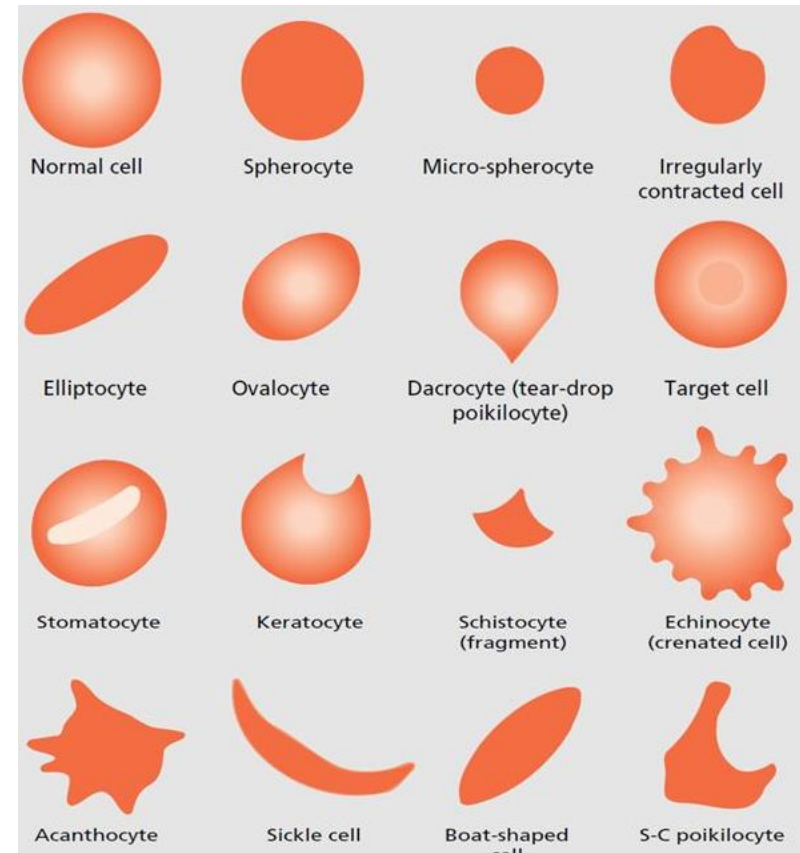 Normal cell
Spherocyte
Micro-spherocyte
Irregularly
contracted cell
Elliptocyte
Ovalocyte
Dacrocyte (tear-drop
poikilocyte)
Target cell
Stomatocyte
Keratocyte
Schistocyte
(fragment)
Echinocyte
(crenated cell)
Acanthocyte
Sickle cell
Boat-shaped
S-C poikilocyte